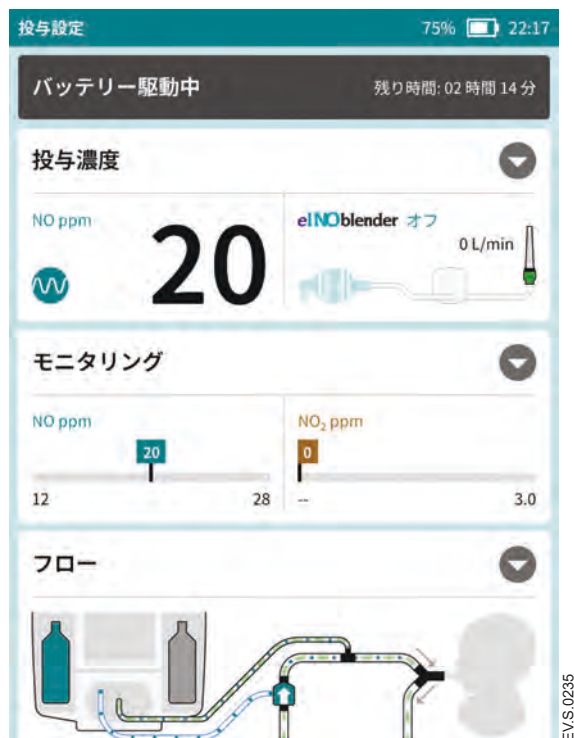 投与設定 75% 22:17
バッテリー駆動中 残り時間: 02 時間 14 分
投与濃度
NO ppm 20
elNOblender オフ
0 L/min
モニタリング
NO ppm
20
12 28
NO₂ ppm
0
-- 3.0
フロー
EV.S.0235